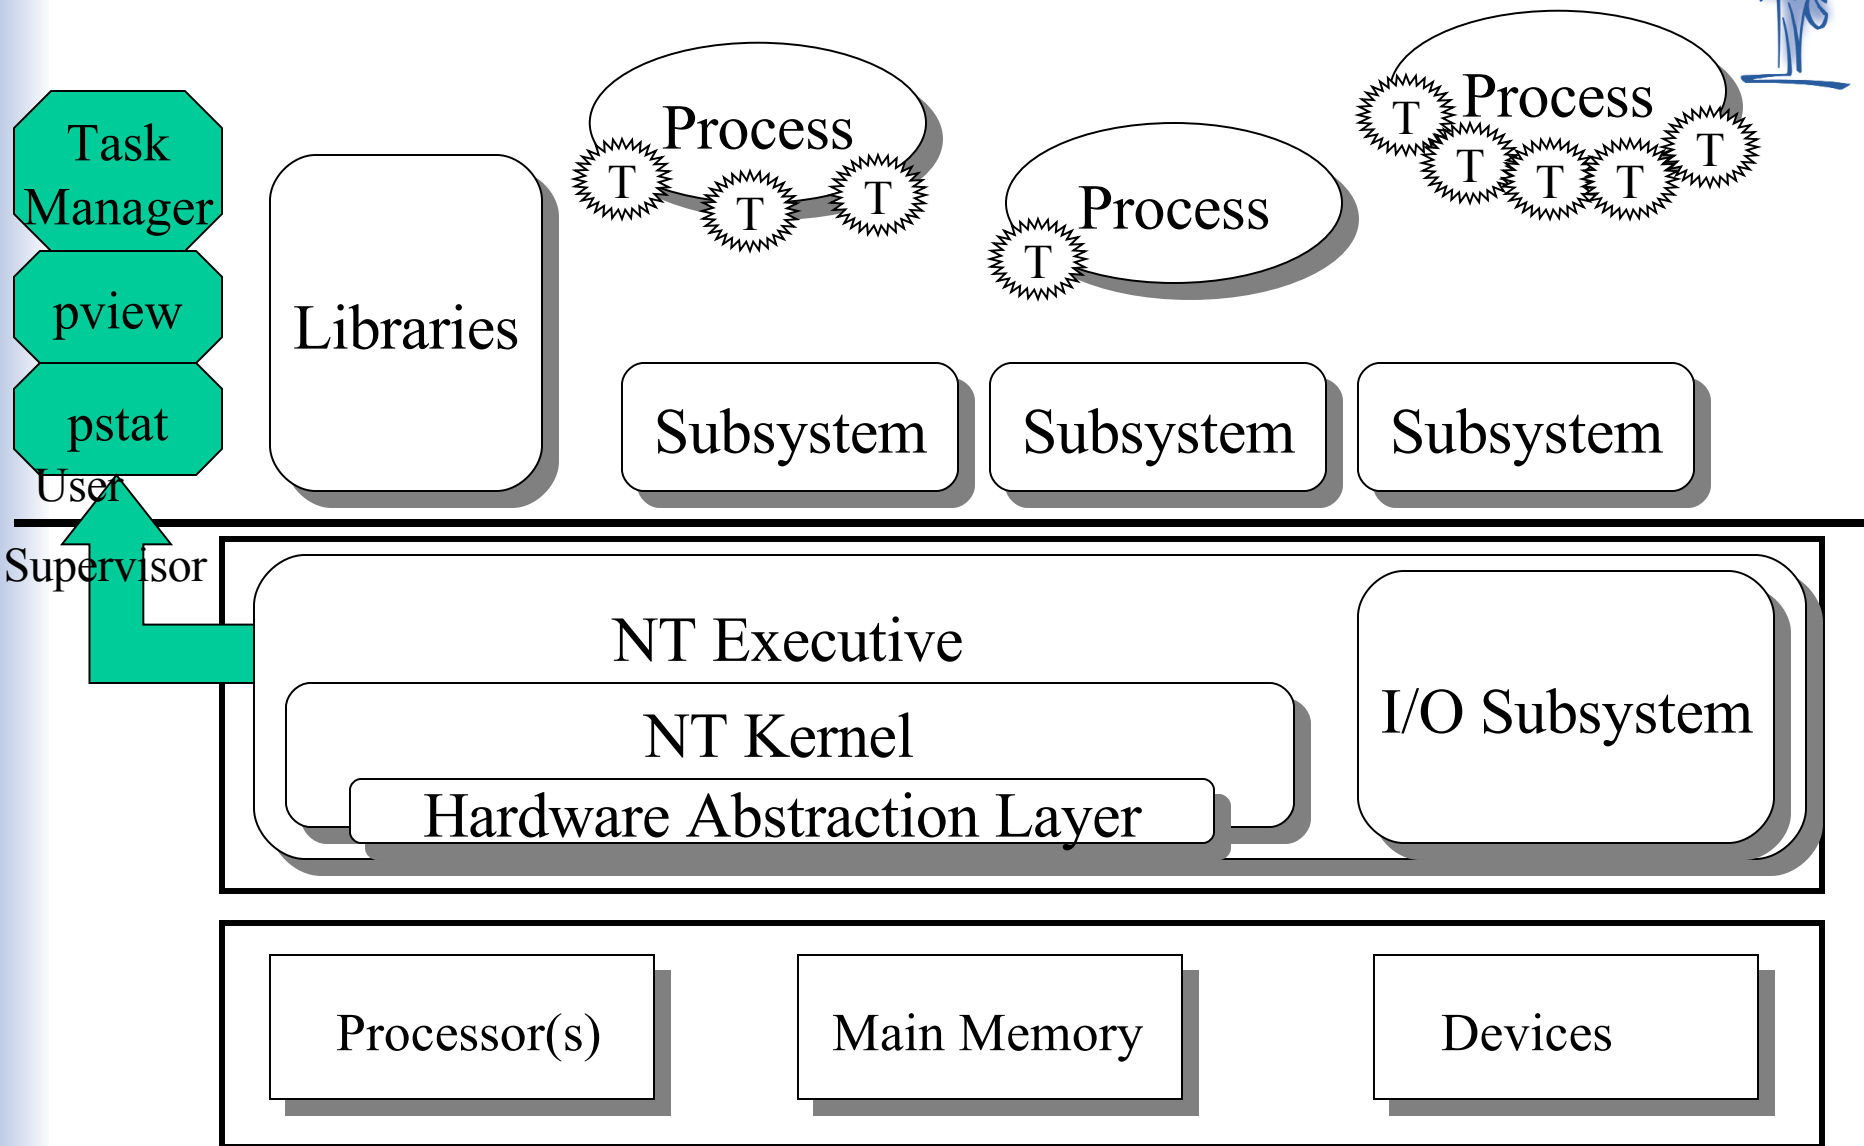 Task
Manager
pview
pstat
User
Supervisor
Libraries
Process
T
T
T
Process
T
Process
T
T
T
T
T
Subsystem
Subsystem
Subsystem
NT Executive
NT Kernel
Hardware Abstraction Layer
I/O Subsystem
Processor(s)
Main Memory
Devices